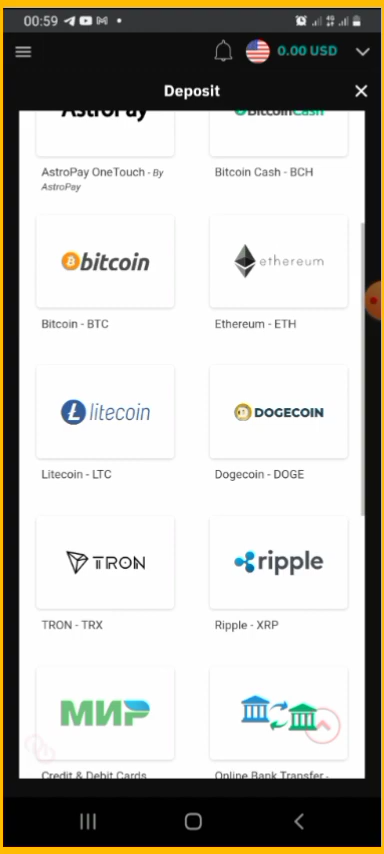 00:59
0.00 USD
Deposit
AstroPay
BitcoinCash
AstroPay OneTouch - By
AstroPay
Bitcoin Cash - BCH
bitcoin
ethereum
Bitcoin - BTC
Ethereum - ETH
litecoin
DOGECOIN
Litecoin - LTC
Dogecoin - DOGE
TRON
ripple
TRON - TRX
Ripple - XRP
МИР
Credit & Debit Cards
Online Bank Transfer -